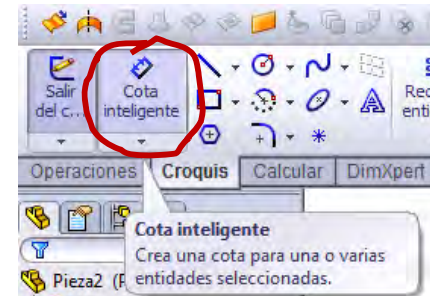 Salir
del c...
Cota
inteligente
Rec
enti
Operaciones
Croquis
Calcular
DimXpert
Cota inteligente
Crea una cota para una o varias
entidades seleccionadas.
Pieza2 (P